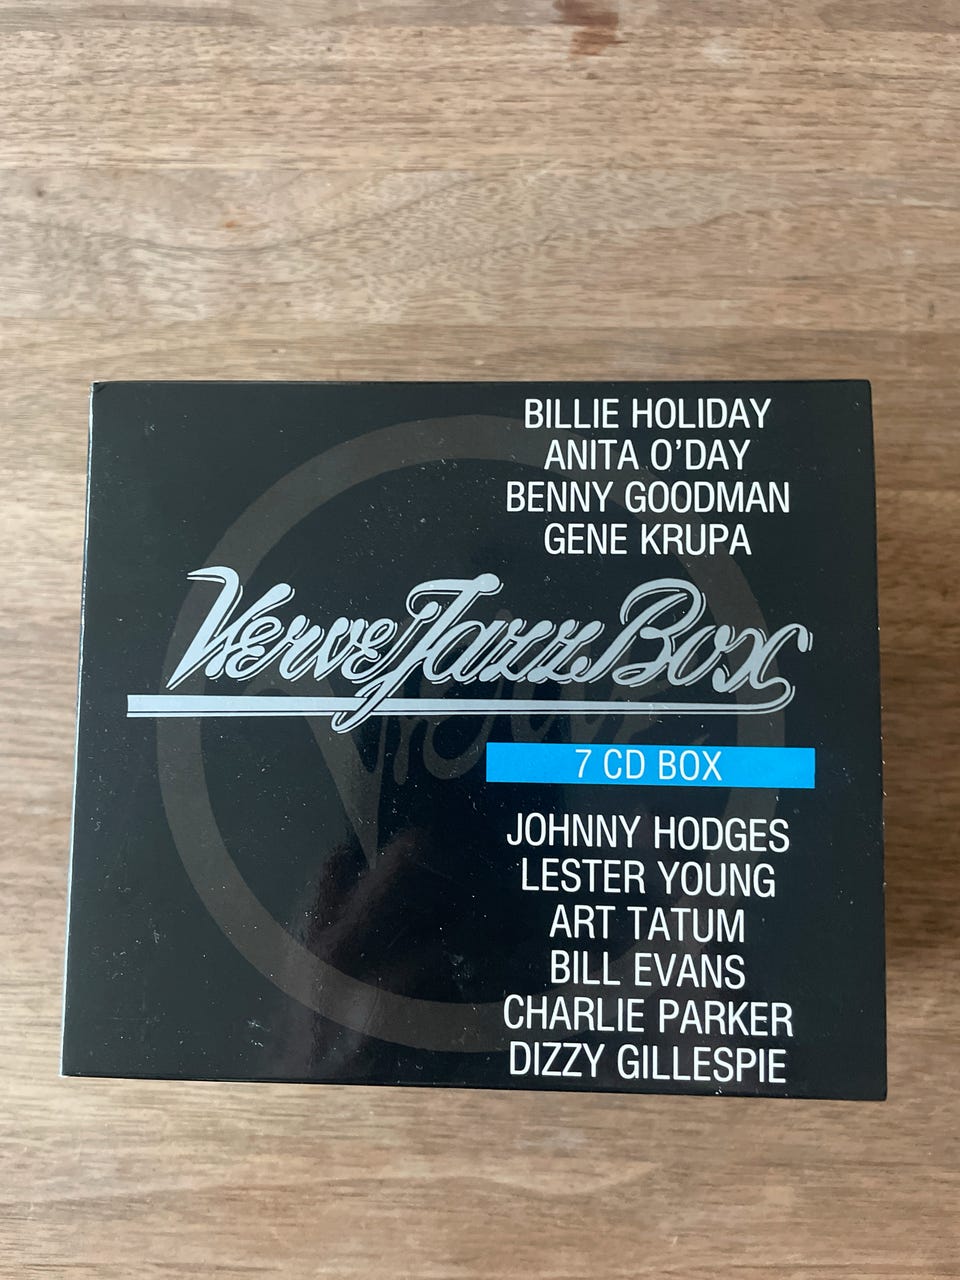 BILLIE HOLIDAY
ANITA O'DAY
BENNY GOODMAN
GENE KRUPA
Verve Jazz Box
Verve
7 CD BOX
JOHNNY HODGES
LESTER YOUNG
ART TATUM
BILL EVANS
CHARLIE PARKER
DIZZY GILLESPIE